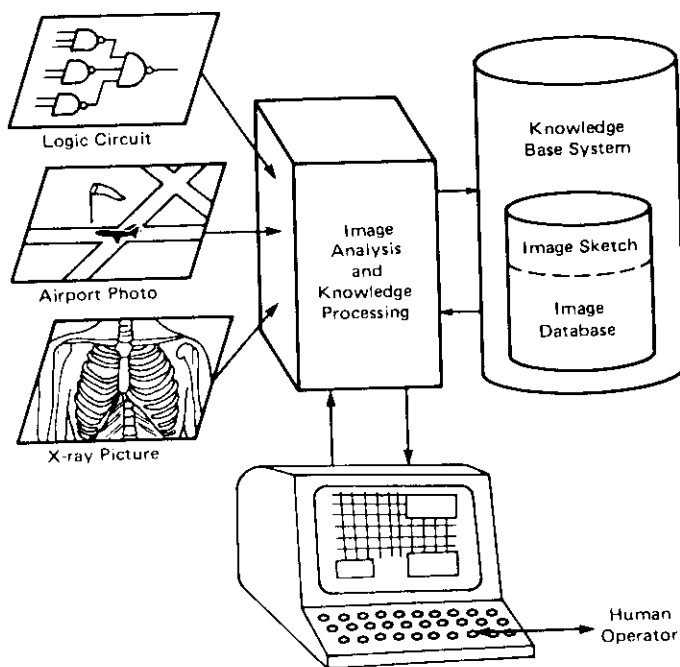 Logic Circuit
Airport Photo
X-ray Picture
Image
Analysis
and
Knowledge
Processing
Knowledge
Base System
Image Sketch
Image
Database
Human
Operator